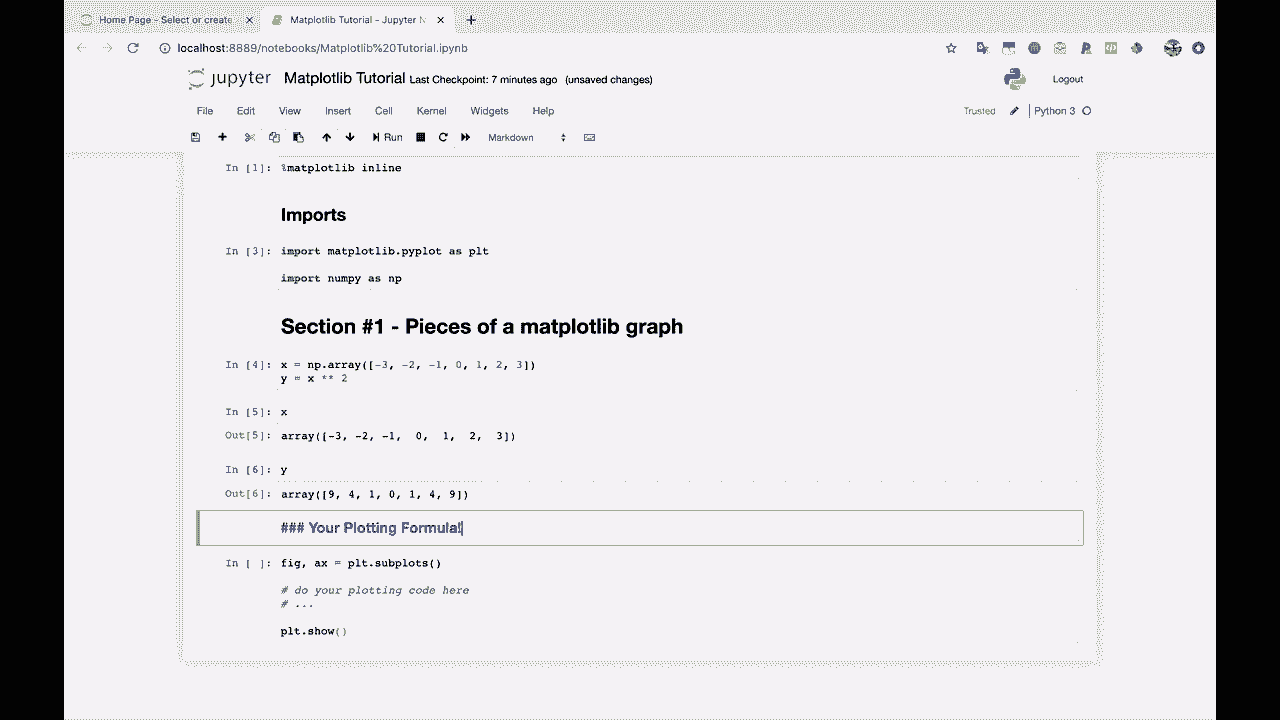 Home Page - Select or create
Matplotlib Tutorial - Jupyter N
localhost:8889/notebooks/Matplotlib%20Tutorial.ipynb
jupyter Matplotlib Tutorial Last Checkpoint: 7 minutes ago (unsaved changes)
Logout
File Edit View Insert Cell Kernel Widgets Help
Trusted Python 3
Run Markdown
In [1]: %matplotlib inline
Imports
In [3]: import matplotlib.pyplot as plt
import numpy as np
Section #1 - Pieces of a matplotlib graph
In [4]: x = np.array([-3, -2, -1, 0, 1, 2, 3])
y = x ** 2
In [5]: x
Out[5]: array([-3, -2, -1, 0, 1, 2, 3])
In [6]: y
Out[6]: array([9, 4, 1, 0, 1, 4, 9])
### Your Plotting Formula!
In [ ]: fig, ax = plt.subplots()
# do your plotting code here
# ...
plt.show()